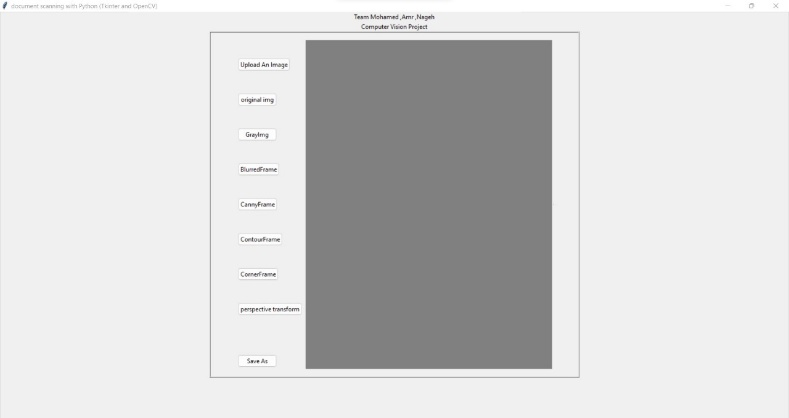 document scanning with Python (Tkinter and OpenCV)
Team Mohamed ,Amr ,Nageh
Computer Vision Project
Upload An Image
original img
GrayImg
BlurredFrame
CannyFrame
ContourFrame
CornerFrame
perspective transform
Save As